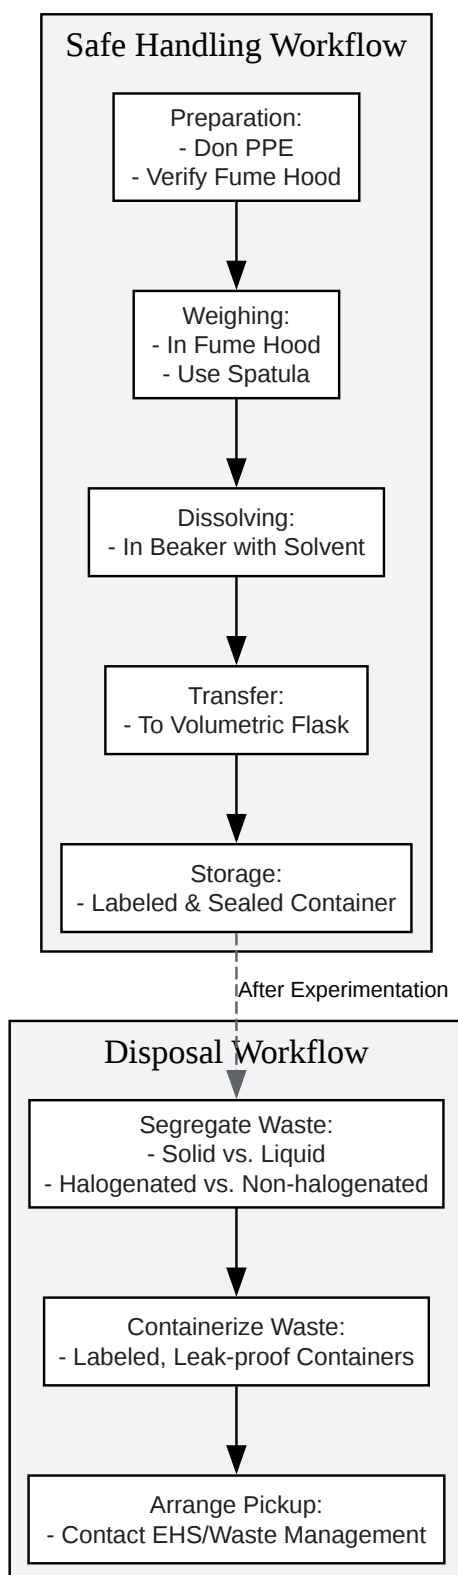 Safe Handling Workflow
Preparation:
- Don PPE
- Verify Fume Hood
Weighing:
- In Fume Hood
- Use Spatula
Dissolving:
- In Beaker with Solvent
Transfer:
- To Volumetric Flask
Storage:
- Labeled & Sealed Container
After Experimentation
Disposal Workflow
Segregate Waste:
- Solid vs. Liquid
- Halogenated vs. Non-halogenated
Containerize Waste:
- Labeled, Leak-proof Containers
Arrange Pickup:
- Contact EHS/Waste Management